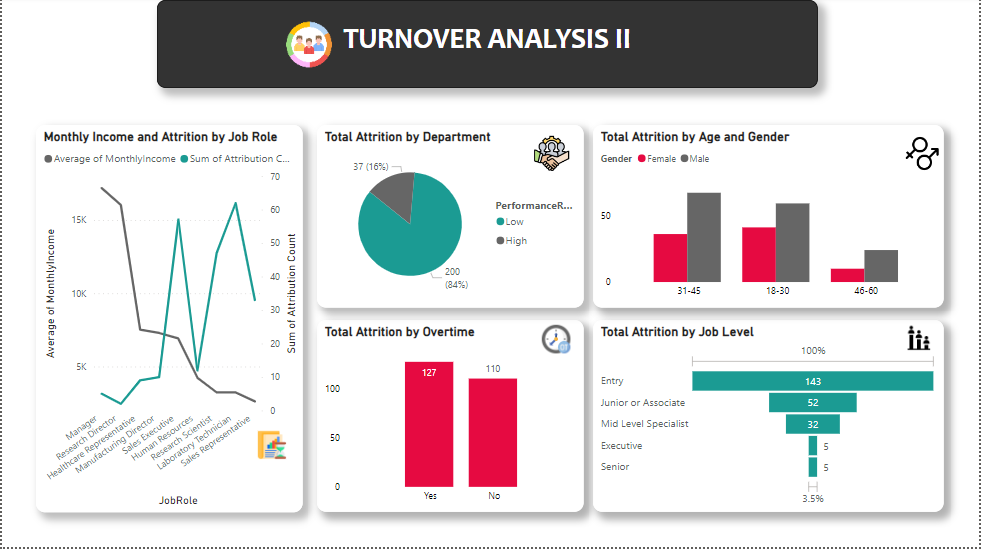 TURNOVER ANALYSIS II
Monthly Income and Attrition by Job Role
Average of MonthlyIncome Sum of Attribution C...
70
60
50
40
30
20
10
0
15K
10K
5K
Average of MonthlyIncome
Sum of Attribution Count
Manager
Research Director
Healthcare Representative
Manufacturing Director
Sales Executive
Human Resources
Research Scientist
Laboratory Technician
Sales Representative
JobRole
Total Attrition by Department
37 (16%)
200
(84%)
PerformanceR...
Low
High
Total Attrition by Age and Gender
Gender Female Male
50
0
31-45 18-30 46-60
Total Attrition by Overtime
127 110
100
50
0
Yes No
Total Attrition by Job Level
100%
Entry 143
Junior or Associate 52
Mid Level Specialist 32
Executive 5
Senior 5
3.5%